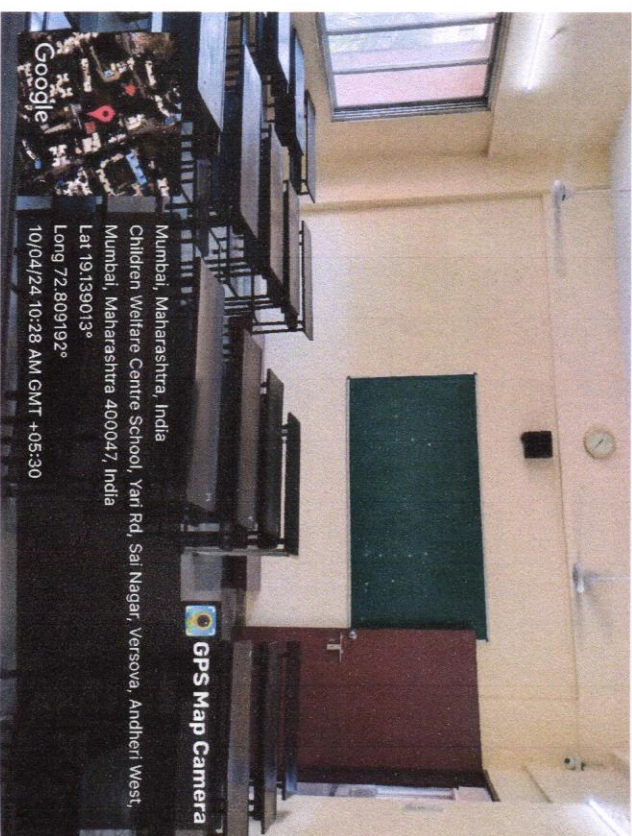 GPS Map Camera
Mumbai, Maharashtra, India
Children Welfare Centre School, Yari Rd, Sai Nagar, Versova, Andheri West,
Mumbai, Maharashtra 400047, India
Lat 19.139013°
Long 72.809192°
10/04/24 10:28 AM GMT +05:30
Google